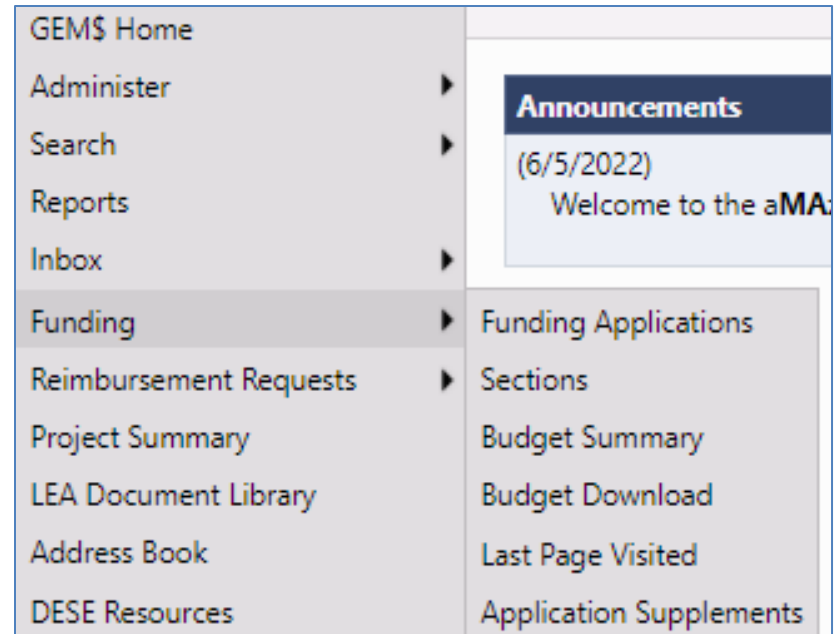 GEM$ Home
Administer
Search
Reports
Inbox
Funding
Reimbursement Requests
Project Summary
LEA Document Library
Address Book
DESE Resources
Announcements
(6/5/2022)
Welcome to the aMA
Funding Applications
Sections
Budget Summary
Budget Download
Last Page Visited
Application Supplements